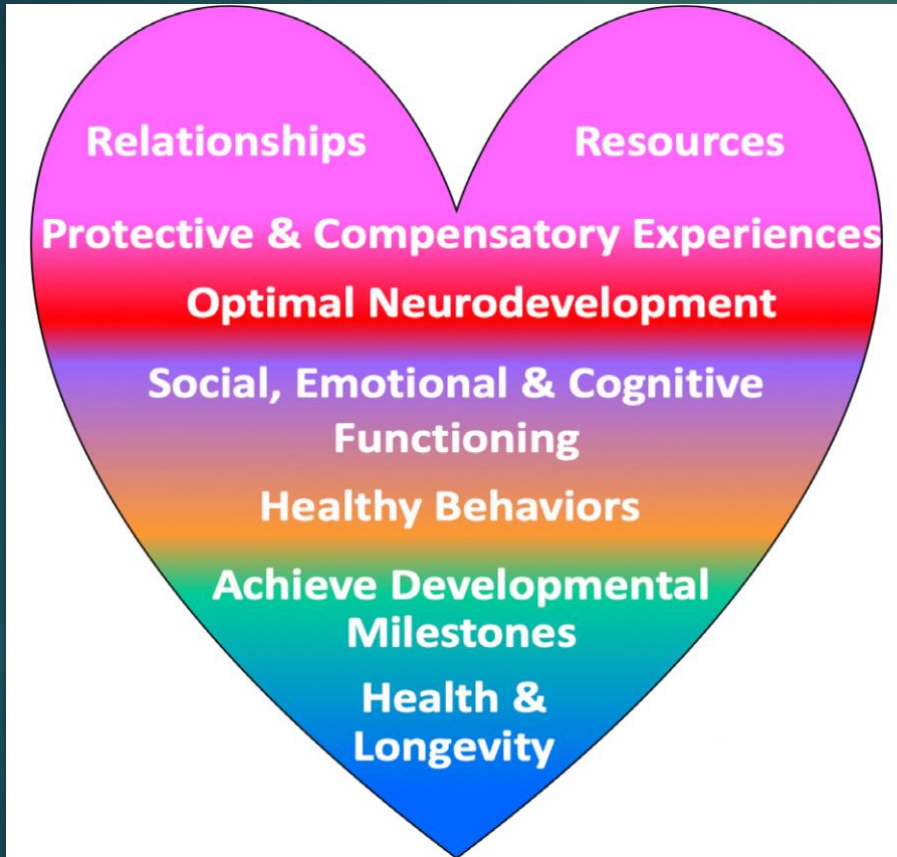 Relationships Resources
Protective & Compensatory Experiences
Optimal Neurodevelopment
Social, Emotional & Cognitive
Functioning
Healthy Behaviors
Achieve Developmental
Milestones
Health &
Longevity